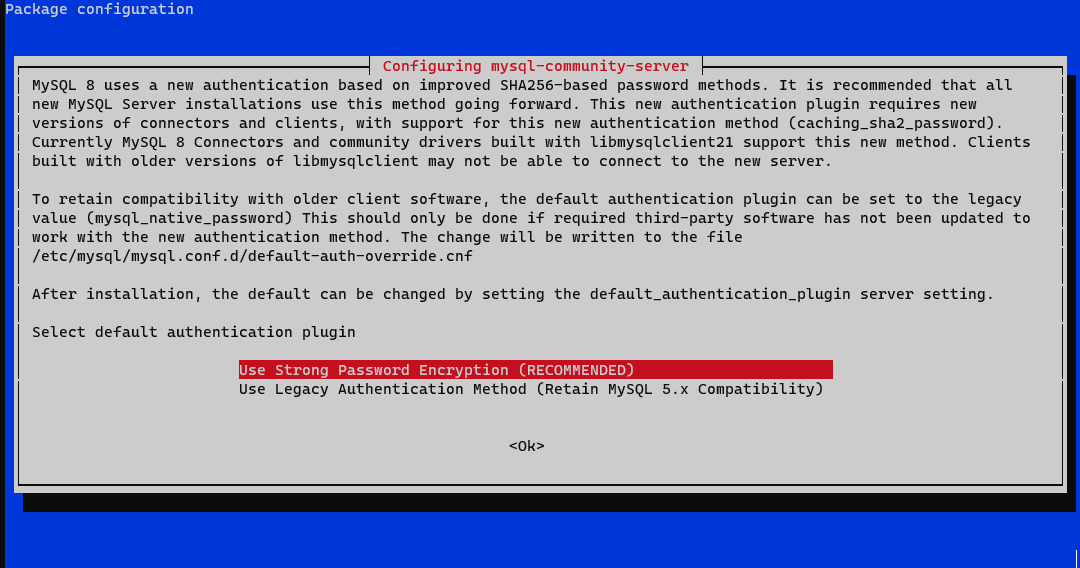 Package configuration
Configuring mysql-community-server
MySQL 8 uses a new authentication based on improved SHA256-based password methods. It is recommended that all
new MySQL Server installations use this method going forward. This new authentication plugin requires new
versions of connectors and clients, with support for this new authentication method (caching_sha2_password).
Currently MySQL 8 Connectors and community drivers built with libmysqlclient21 support this new method. Clients
built with older versions of libmysqlclient may not be able to connect to the new server.
To retain compatibility with older client software, the default authentication plugin can be set to the legacy
value (mysql_native_password) This should only be done if required third-party software has not been updated to
work with the new authentication method. The change will be written to the file
/etc/mysql/mysql.conf.d/default-auth-override.cnf
After installation, the default can be changed by setting the default_authentication_plugin server setting.
Select default authentication plugin
Use Strong Password Encryption (RECOMMENDED)
Use Legacy Authentication Method (Retain MySQL 5.x Compatibility)
<Ok>